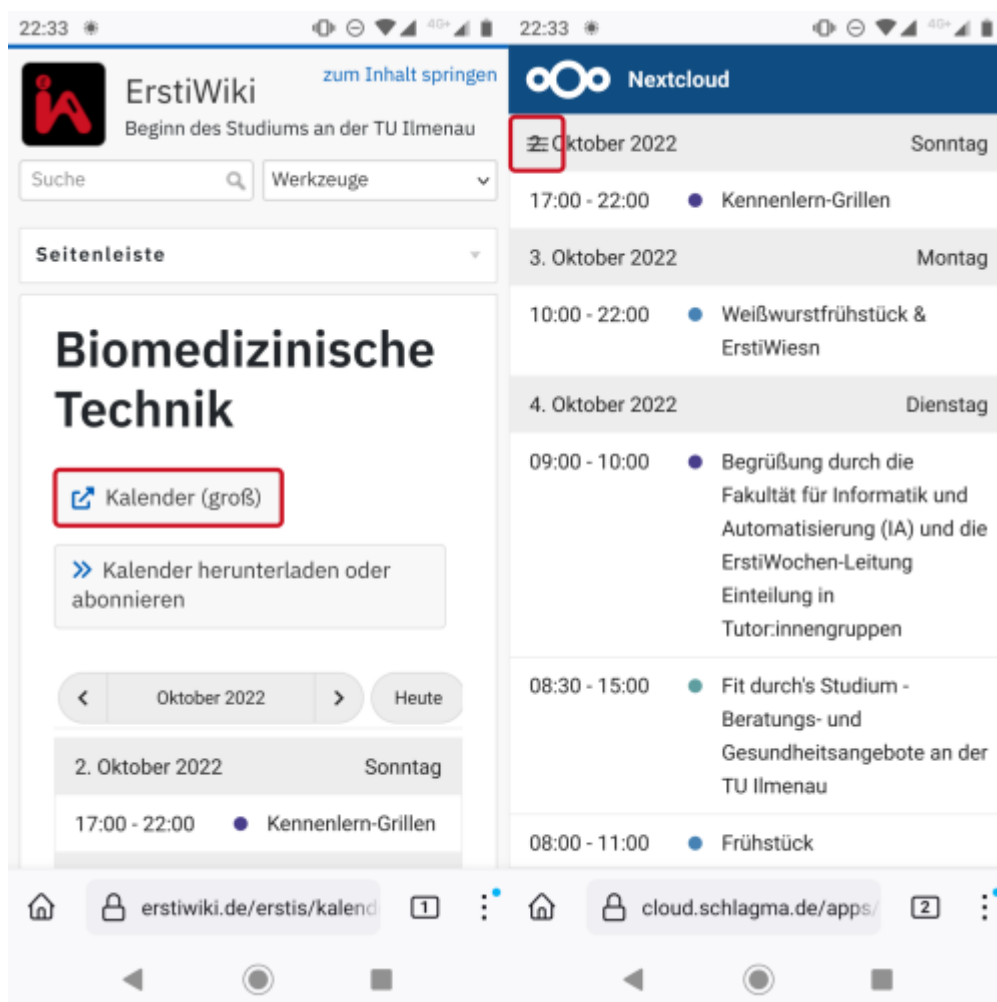 22:33
4G+
zum Inhalt springen
ErstiWiki
Beginn des Studiums an der TU Ilmenau
Suche
Werkzeuge
Seitenleiste
Biomedizinische
Technik
Kalender (groß)
Kalender herunterladen oder
abonnieren
Oktober 2022
Heute
2. Oktober 2022 Sonntag
17:00 - 22:00 Kennenlern-Grillen
erstiwiki.de/erstis/kalend
1
22:33
4G+
Nextcloud
2. Oktober 2022 Sonntag
17:00 - 22:00 Kennenlern-Grillen
3. Oktober 2022 Montag
10:00 - 22:00 Weißwurstfrühstück &
ErstiWiesn
4. Oktober 2022 Dienstag
09:00 - 10:00 Begrüßung durch die
Fakultät für Informatik und
Automatisierung (IA) und die
ErstiWochen-Leitung
Einteilung in
Tutor:innengruppen
08:30 - 15:00 Fit durch's Studium -
Beratungs- und
Gesundheitsangebote an der
TU Ilmenau
08:00 - 11:00 Frühstück
cloud.schlagma.de/apps/
2